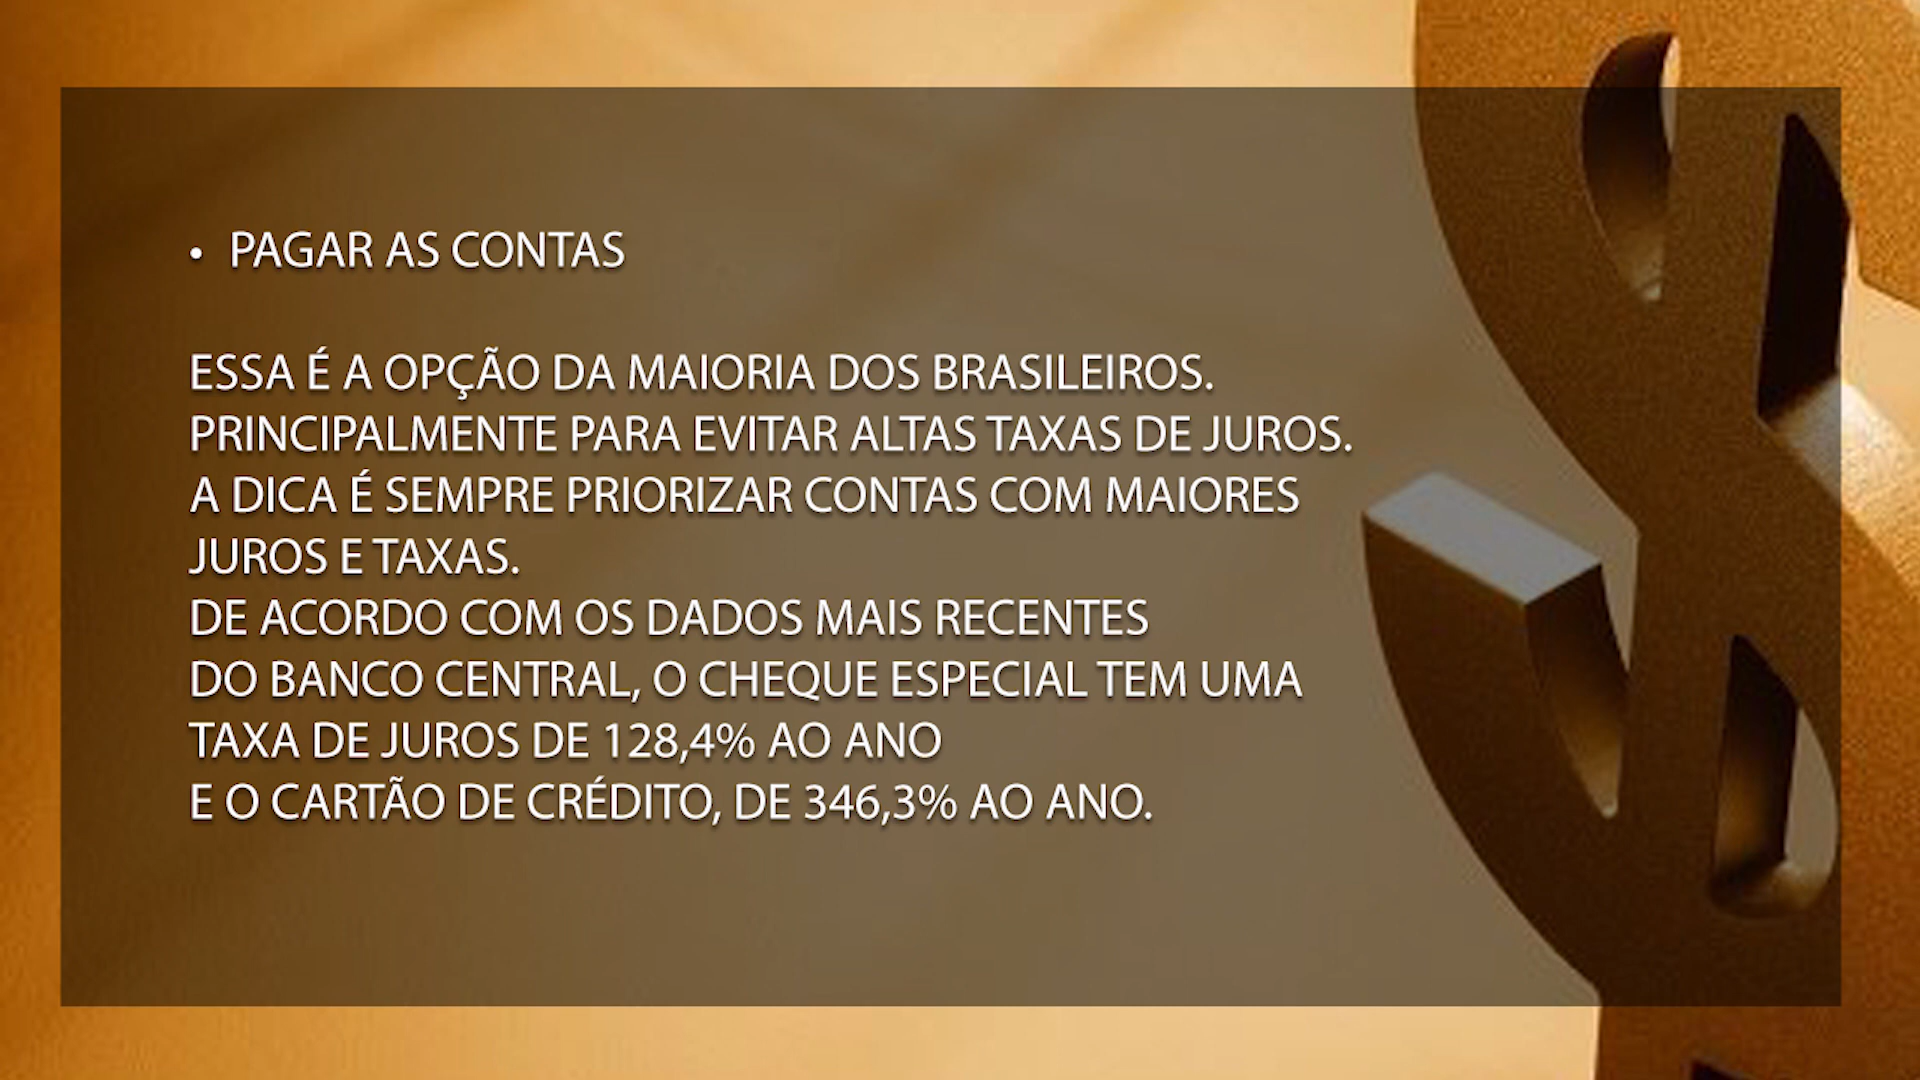 • PAGAR AS CONTAS
ESSA É A OPÇÃO DA MAIORIA DOS BRASILEIROS.
PRINCIPALMENTE PARA EVITAR ALTAS TAXAS DE JUROS.
A DICA É SEMPRE PRIORIZAR CONTAS COM MAIORES
JUROS E TAXAS.
DE ACORDO COM OS DADOS MAIS RECENTES
DO BANCO CENTRAL, O CHEQUE ESPECIAL TEM UMA
TAXA DE JUROS DE 128,4% AO ANO
E O CARTÃO DE CRÉDITO, DE 346,3% AO ANO.